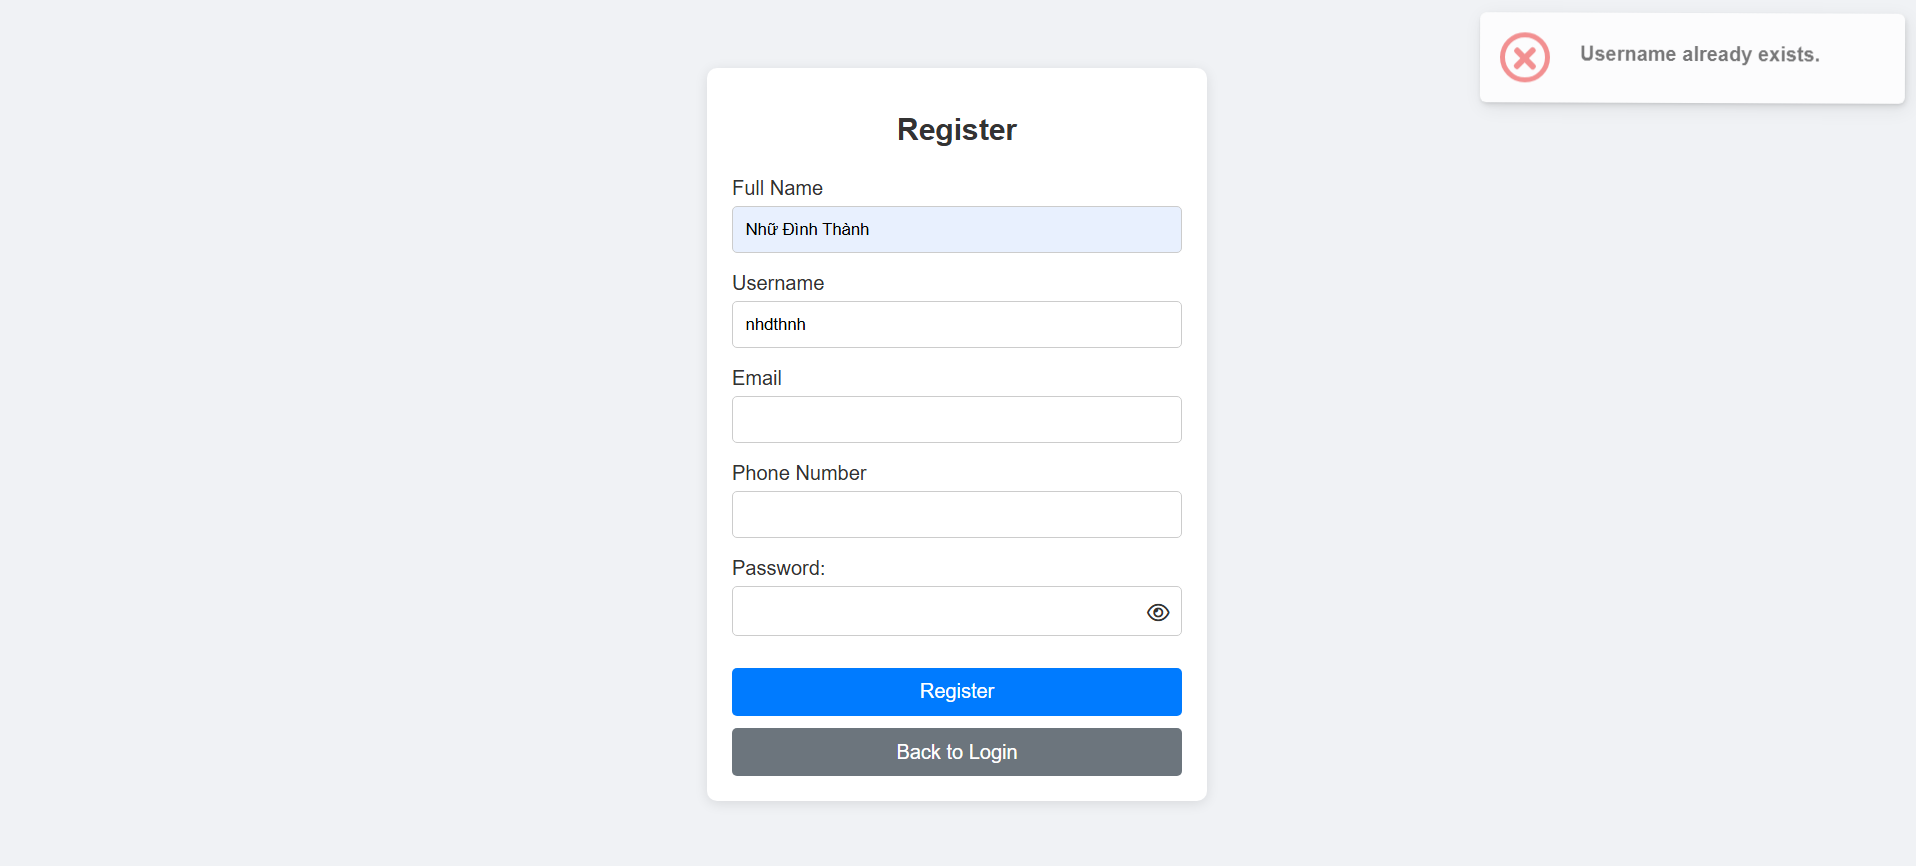 Username already exists.
Register
Full Name
Nhữ Đình Thành
Username
nhdthnh
Email
Phone Number
Password:
Register
Back to Login